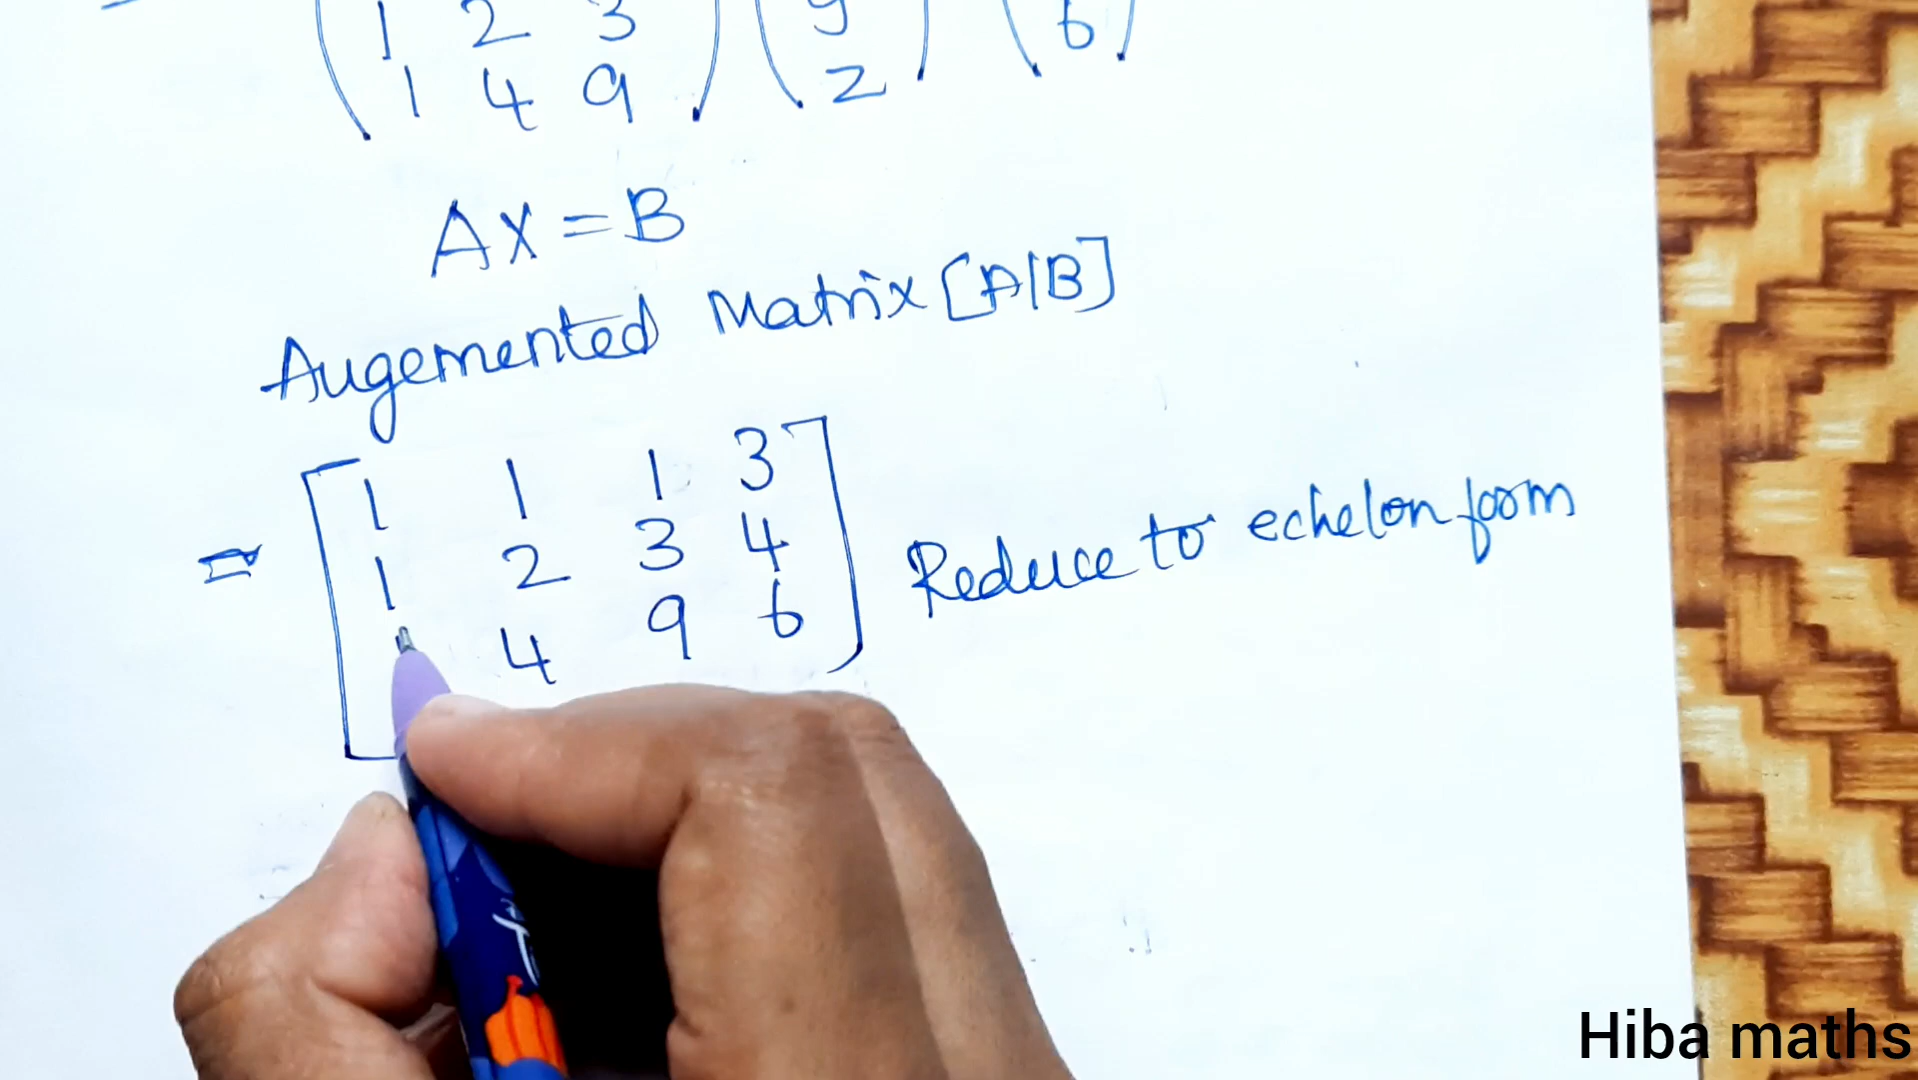 1 2 3 y 6
1 4 9 z
AX = B
Augemented Matrix [A|B]
1 1 1 3
= 1 2 3 4 Reduce to echelon form
4 9 6
Hiba maths